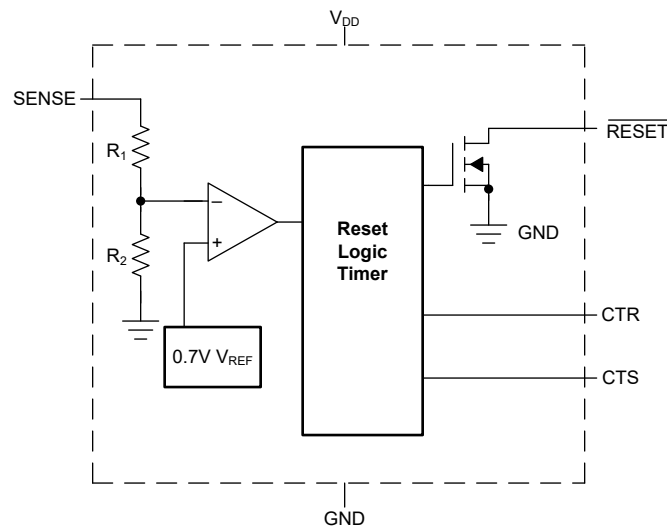 VDD
SENSE
RESET
R1
−
+
R2
Reset
Logic
Timer
GND
0.7V VREF
CTR
CTS
GND